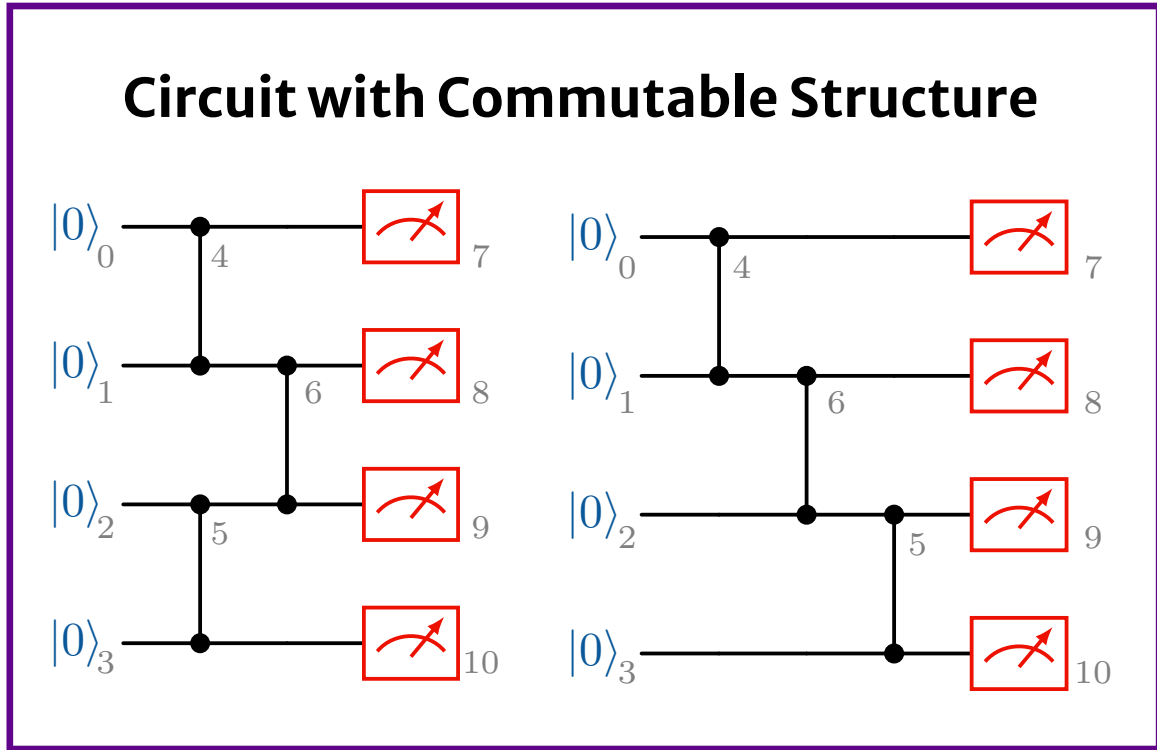 Circuit with Commutable Structure
|0⟩₀ 4 7
|0⟩₁ 6 8
|0⟩₂ 5 9
|0⟩₃ 10
|0⟩₀ 4 7
|0⟩₁ 6 8
|0⟩₂ 5 9
|0⟩₃ 10